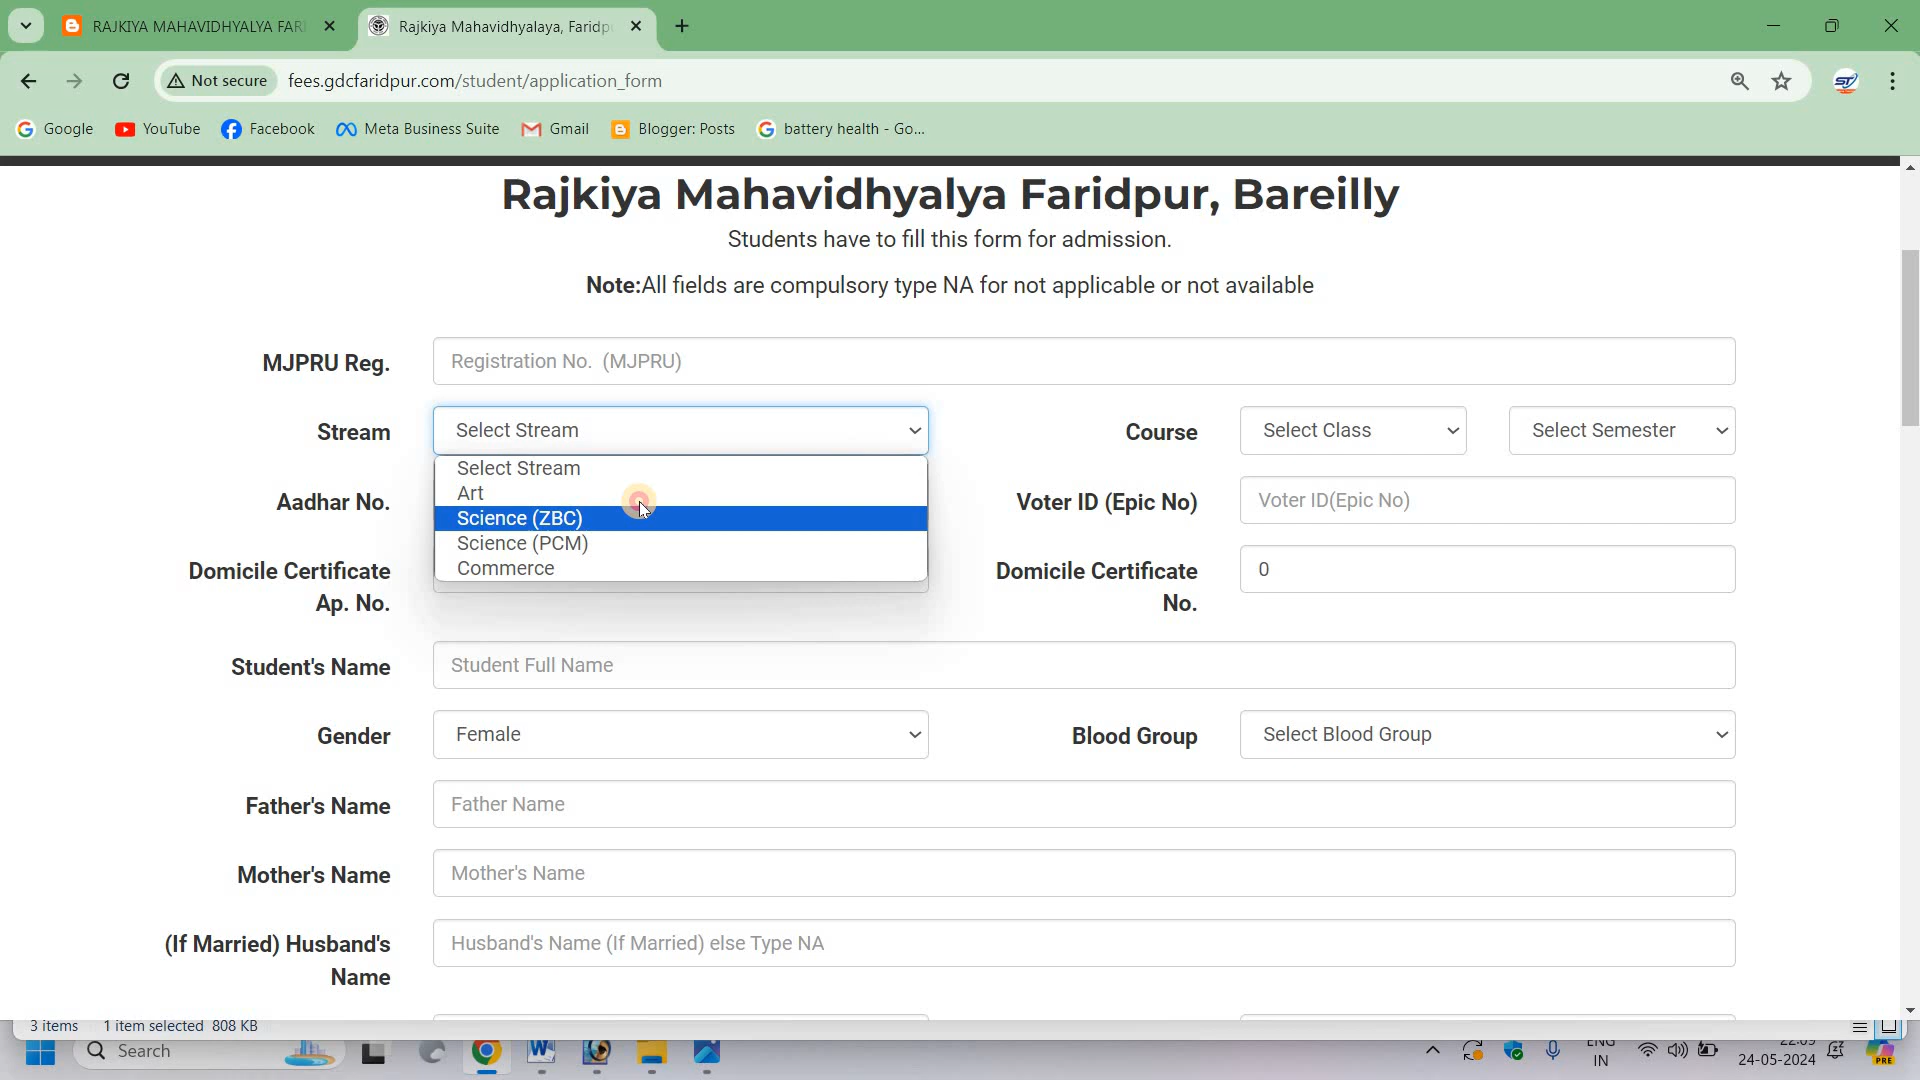 RAJKIYA MAHAVIDHYALYA FAR
Rajkiya Mahavidhyalaya, Faridp
Not secure
fees.gdcfaridpur.com/student/application_form
Google
YouTube
Facebook
Meta Business Suite
Gmail
Blogger: Posts
battery health - Go...
Rajkiya Mahavidhyalya Faridpur, Bareilly
Students have to fill this form for admission.
Note:All fields are compulsory type NA for not applicable or not available
MJPRU Reg.
Registration No. (MJPRU)
Stream
Select Stream
Course
Select Class
Select Semester
Select Stream
Art
Science (ZBC)
Science (PCM)
Commerce
Aadhar No.
Voter ID (Epic No)
Voter ID(Epic No)
Domicile Certificate
Ap. No.
Domicile Certificate
No.
0
Student's Name
Student Full Name
Gender
Female
Blood Group
Select Blood Group
Father's Name
Father Name
Mother's Name
Mother's Name
(If Married) Husband's
Name
Husband's Name (If Married) else Type NA
3 items
1 item selected 808 KB
Search
ENG
IN
22:09
24-05-2024
PRE